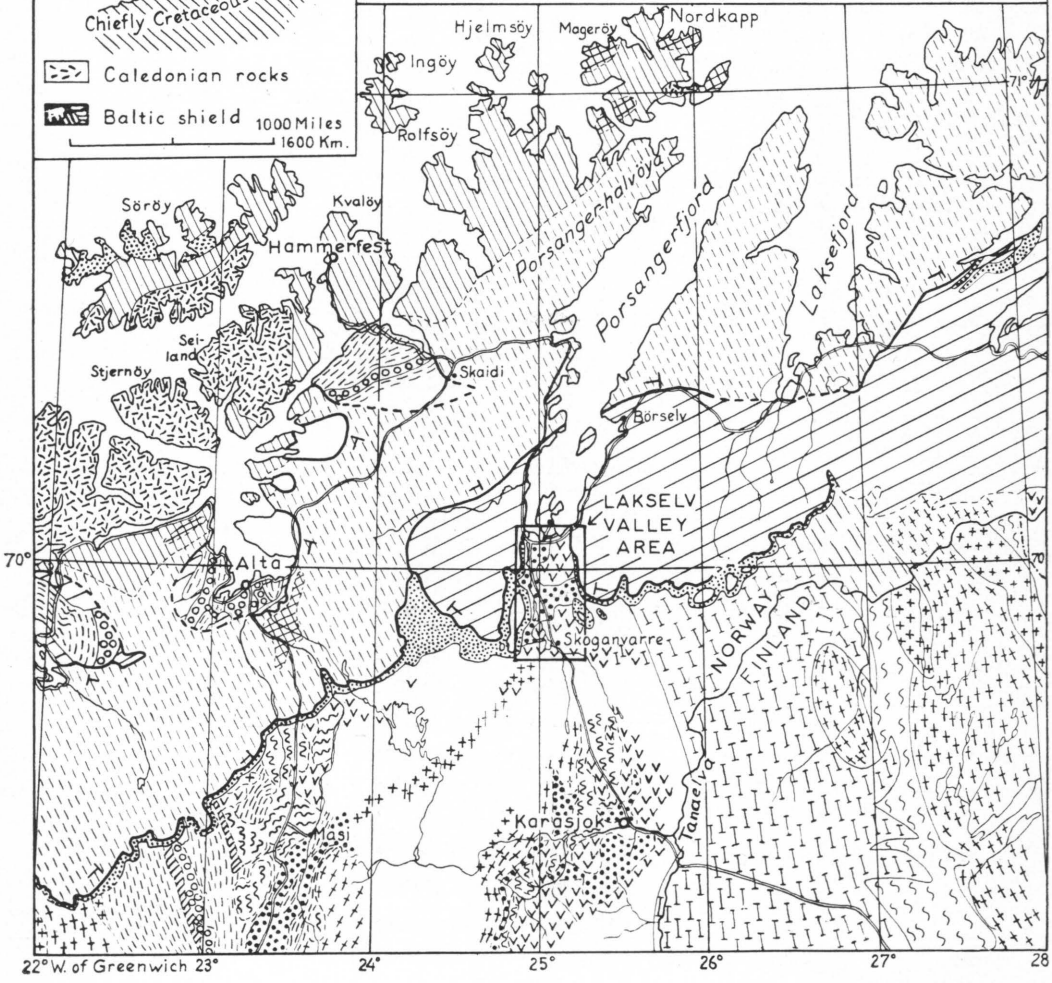 Chiefly Cretaceous
Caledonian rocks
Baltic shield
1000 Miles
1600 Km.
Hjelmsöy
Mageröy
Nordkapp
Ingöy
71°
Rolfsöy
Söröy
Kvalöy
Hammerfest
Porsanger-halvöya
Porsangerfjord
Laksefjord
Sei-
land
Stjernöy
Skaidi
Börselv
LAKSELV
VALLEY
AREA
70°
Alta
Skoganvarre
NORWAY
FINLAND
Masi
Karasjok
Tanaelva
22° W. of Greenwich 23° 24° 25° 26° 27° 28
T T T T T T T T T